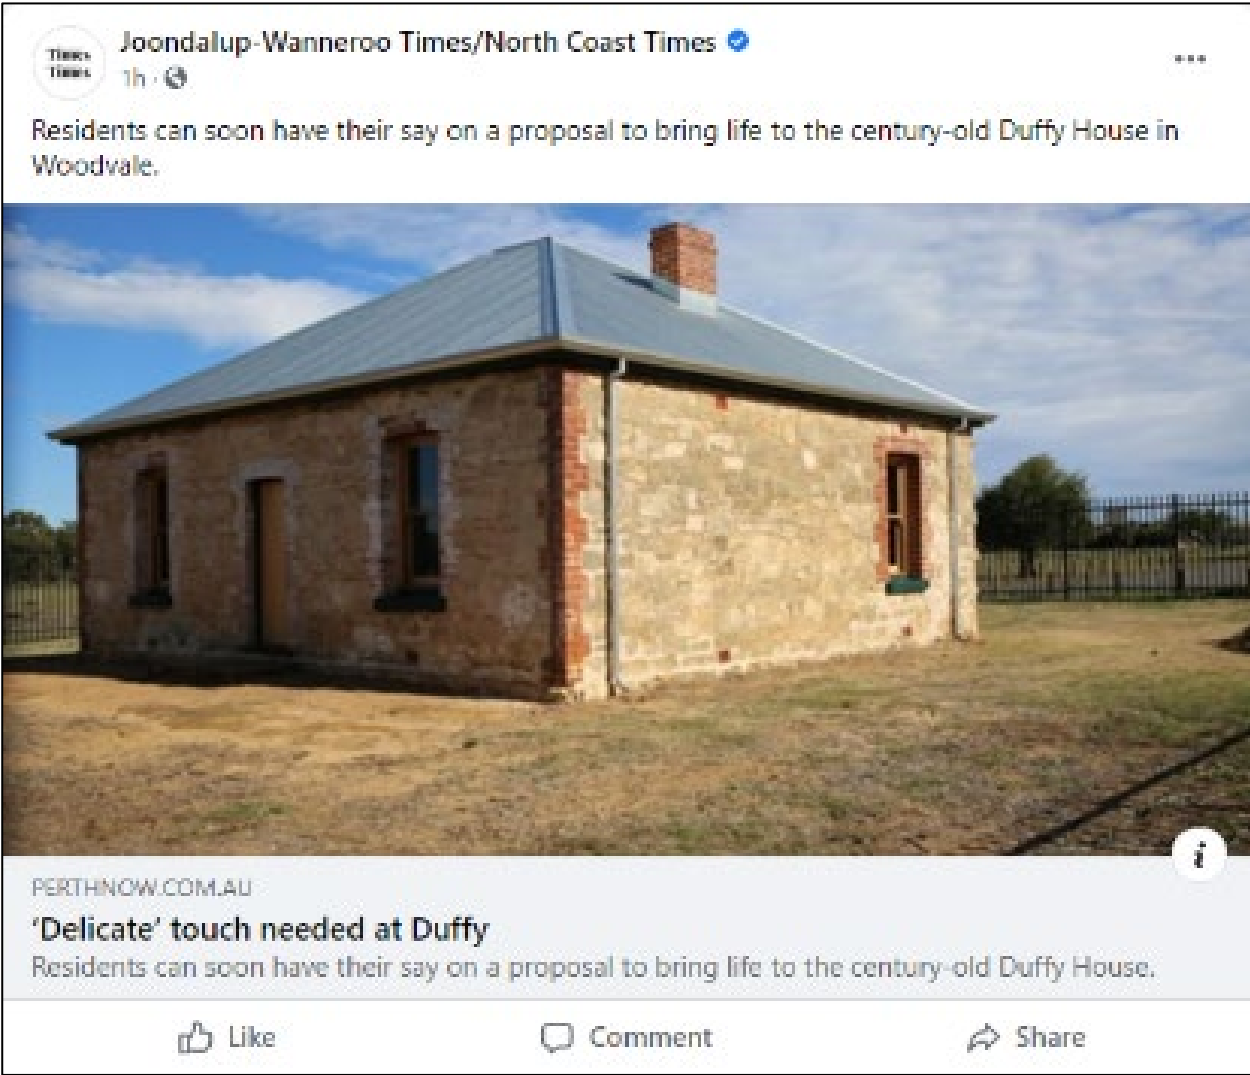 Times
Times
Joondalup-Wanneroo Times/North Coast Times
1h ·
Residents can soon have their say on a proposal to bring life to the century-old Duffy House in
Woodvale.
i
PERTHNOW.COM.AU
‘Delicate’ touch needed at Duffy
Residents can soon have their say on a proposal to bring life to the century-old Duffy House.
Like
Comment
Share